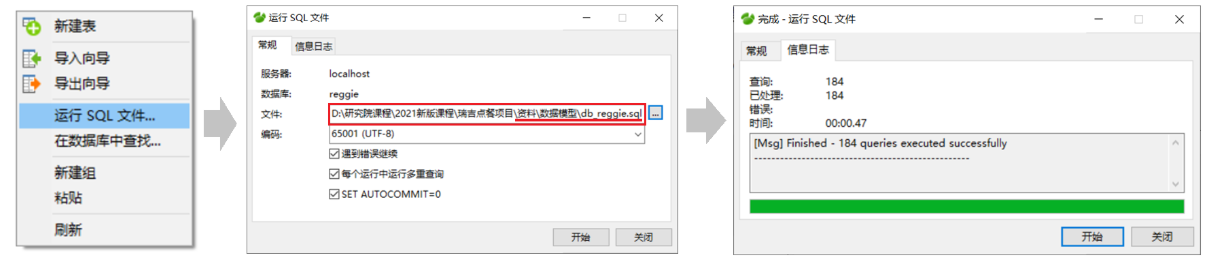 新建表
导入向导
导出向导
运行 SQL 文件...
在数据库中查找...
新建组
粘贴
刷新
运行 SQL 文件
常规 信息日志
服务器: localhost
数据库: reggie
文件: D:\研究院课程\2021新版课程\瑞吉点餐项目\资料\数据模型\db_reggie.sql ...
编码: 65001 (UTF-8)
遇到错误继续
每个运行中运行多重查询
SET AUTOCOMMIT=0
开始 关闭
完成 - 运行 SQL 文件
常规 信息日志
查询: 184
已处理: 184
错误:
时间: 00:00.47
[Msg] Finished - 184 queries executed successfully
--------------------------------------------------
开始 关闭